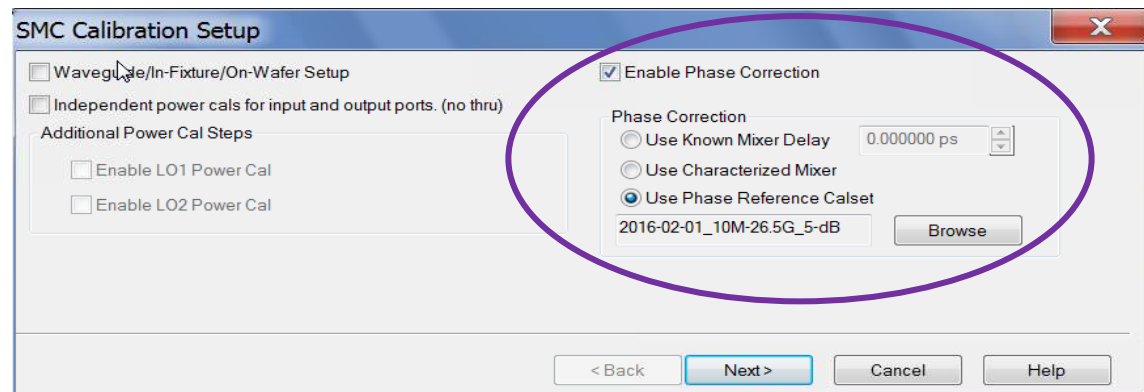 SMC Calibration Setup
X
Waveguide/In-Fixture/On-Wafer Setup
Independent power cals for input and output ports. (no thru)
Additional Power Cal Steps
Enable LO1 Power Cal
Enable LO2 Power Cal
Enable Phase Correction
Phase Correction
Use Known Mixer Delay 0.000000 ps
Use Characterized Mixer
Use Phase Reference Calset
2016-02-01_10M-26.5G_5-dB Browse
< Back Next > Cancel Help